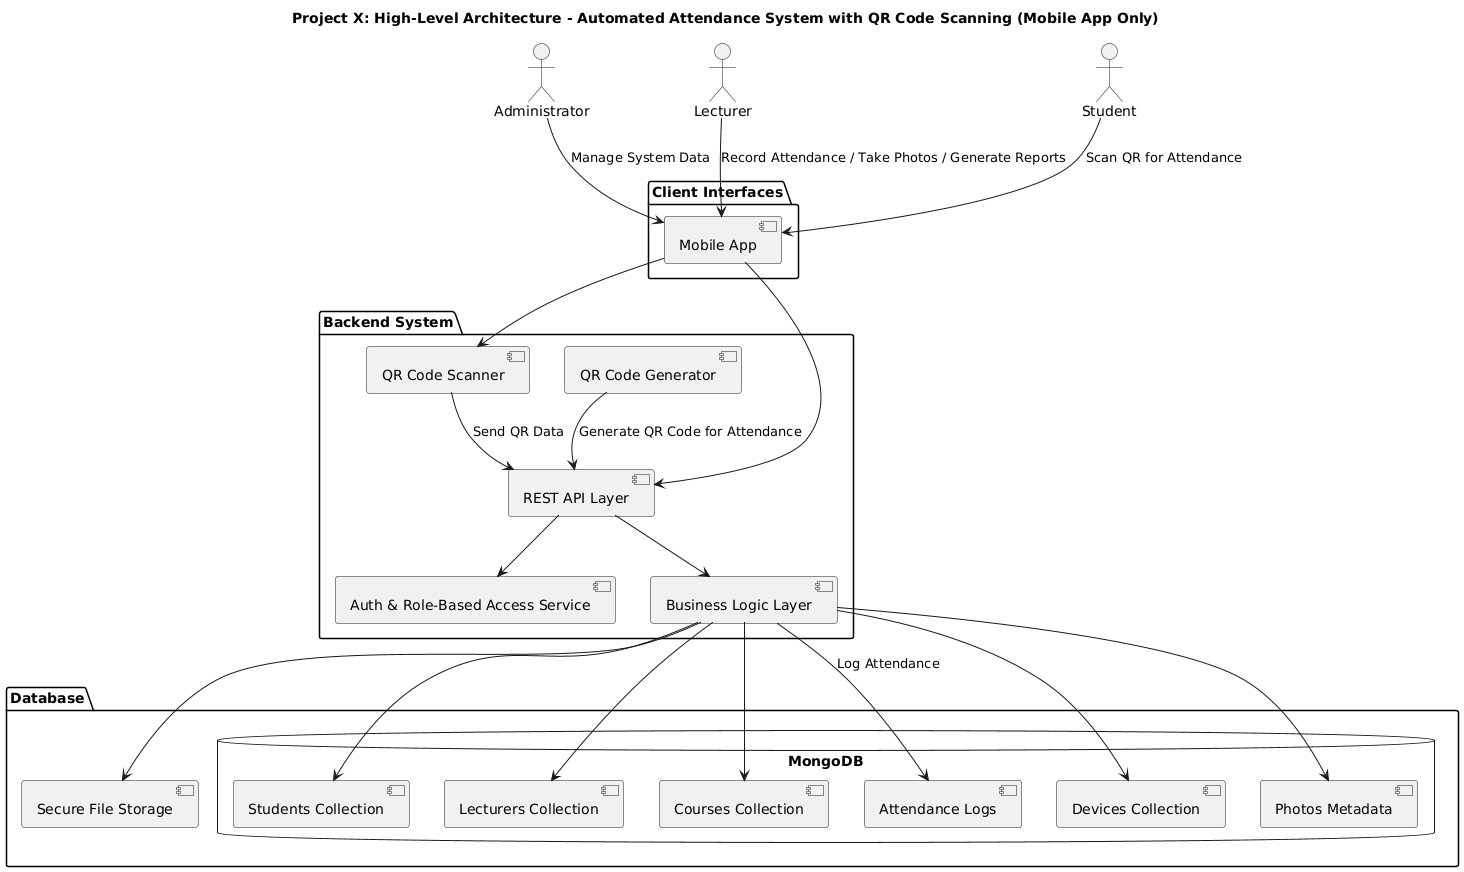 Project X: High-Level Architecture - Automated Attendance System with QR Code Scanning (Mobile App Only)
Administrator
Lecturer
Student
Manage System Data
Record Attendance / Take Photos / Generate Reports
Scan QR for Attendance
Client Interfaces
Mobile App
Backend System
QR Code Scanner
QR Code Generator
Send QR Data
Generate QR Code for Attendance
REST API Layer
Auth & Role-Based Access Service
Business Logic Layer
Log Attendance
Database
MongoDB
Secure File Storage
Students Collection
Lecturers Collection
Courses Collection
Attendance Logs
Devices Collection
Photos Metadata